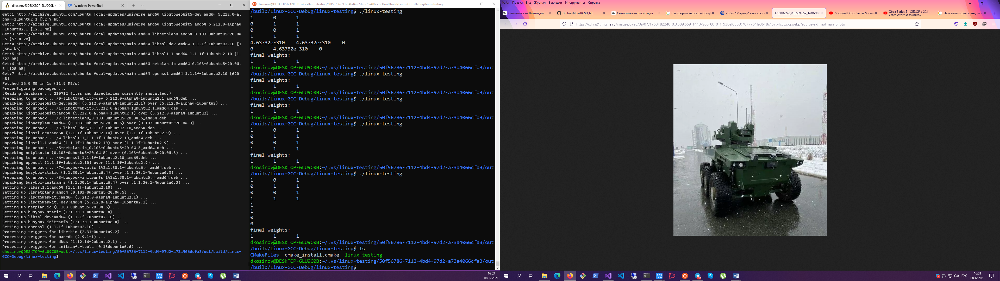 dkosinov@DESKTOP-6LU9C0B-
Windows PowerShell
Get:1 http://archive.ubuntu.com/ubuntu focal-updates/universe amd64 libqt5webkit5-dev amd64 5.212.0~al
pha4-1ubuntu2.1 [52.7 kB]
Get:2 http://archive.ubuntu.com/ubuntu focal-updates/universe amd64 libqt5webkit5 amd64 5.212.0~alpha4
-1ubuntu2.1 [12.1 MB]
Get:3 http://archive.ubuntu.com/ubuntu focal-updates/main amd64 libnetplan0 amd64 0.103-0ubuntu5~20.04
.5 [53.4 kB]
Get:4 http://archive.ubuntu.com/ubuntu focal-updates/main amd64 libssl-dev amd64 1.1.1f-1ubuntu2.10 [1
,584 kB]
Get:5 http://archive.ubuntu.com/ubuntu focal-updates/main amd64 libssl1.1 amd64 1.1.1f-1ubuntu2.10 [1,
322 kB]
Get:6 http://archive.ubuntu.com/ubuntu focal-updates/main amd64 netplan.io amd64 0.103-0ubuntu5~20.04.
5 [125 kB]
Get:7 http://archive.ubuntu.com/ubuntu focal-updates/main amd64 openssl amd64 1.1.1f-1ubuntu2.10 [620
kB]
Fetched 15.9 MB in 1s (11.9 MB/s)
Preconfiguring packages ...
(Reading database ... 210712 files and directories currently installed.)
Preparing to unpack .../0-libqt5webkit5-dev_5.212.0~alpha4-1ubuntu2.1_amd64.deb ...
Unpacking libqt5webkit5-dev:amd64 (5.212.0~alpha4-1ubuntu2.1) over (5.212.0~alpha4-1ubuntu2) ...
Preparing to unpack .../1-libqt5webkit5_5.212.0~alpha4-1ubuntu2.1_amd64.deb ...
Unpacking libqt5webkit5:amd64 (5.212.0~alpha4-1ubuntu2.1) over (5.212.0~alpha4-1ubuntu2) ...
Preparing to unpack .../2-libnetplan0_0.103-0ubuntu5~20.04.5_amd64.deb ...
Unpacking libnetplan0:amd64 (0.103-0ubuntu5~20.04.5) over (0.103-0ubuntu5~20.04.3) ...
Preparing to unpack .../3-libssl-dev_1.1.1f-1ubuntu2.10_amd64.deb ...
Unpacking libssl-dev:amd64 (1.1.1f-1ubuntu2.10) over (1.1.1f-1ubuntu2.9) ...
Preparing to unpack .../4-libssl1.1_1.1.1f-1ubuntu2.10_amd64.deb ...
Unpacking libssl1.1:amd64 (1.1.1f-1ubuntu2.10) over (1.1.1f-1ubuntu2.9) ...
Preparing to unpack .../5-netplan.io_0.103-0ubuntu5~20.04.5_amd64.deb ...
Unpacking netplan.io (0.103-0ubuntu5~20.04.5) over (0.103-0ubuntu5~20.04.3) ...
Preparing to unpack .../6-openssl_1.1.1f-1ubuntu2.10_amd64.deb ...
Unpacking openssl (1.1.1f-1ubuntu2.10) over (1.1.1f-1ubuntu2.9) ...
Preparing to unpack .../7-busybox-static_1%3a1.30.1-4ubuntu6.4_amd64.deb ...
Unpacking busybox-static (1:1.30.1-4ubuntu6.4) over (1:1.30.1-4ubuntu6.3) ...
Preparing to unpack .../8-busybox-initramfs_1%3a1.30.1-4ubuntu6.4_amd64.deb ...
Unpacking busybox-initramfs (1:1.30.1-4ubuntu6.4) over (1:1.30.1-4ubuntu6.3) ...
Setting up libssl1.1:amd64 (1.1.1f-1ubuntu2.10) ...
Setting up libnetplan0:amd64 (0.103-0ubuntu5~20.04.5) ...
Setting up libqt5webkit5:amd64 (5.212.0~alpha4-1ubuntu2.1) ...
Setting up libqt5webkit5-dev:amd64 (5.212.0~alpha4-1ubuntu2.1) ...
Setting up netplan.io (0.103-0ubuntu5~20.04.5) ...
Setting up busybox-static (1:1.30.1-4ubuntu6.4) ...
Setting up libssl-dev:amd64 (1.1.1f-1ubuntu2.10) ...
Setting up busybox-initramfs (1:1.30.1-4ubuntu6.4) ...
Setting up openssl (1.1.1f-1ubuntu2.10) ...
Processing triggers for libc-bin (2.31-0ubuntu9.2) ...
Processing triggers for man-db (2.9.1-1) ...
Processing triggers for dbus (1.12.16-2ubuntu2.1) ...
Processing triggers for initramfs-tools (0.136ubuntu6.6) ...
dkosinov@DESKTOP-6LU9C0B-wsl:~/.vs/linux-testing/50f56786-7112-4bd4-97d2-a73a4066cfa3/out/build/Linux-
GCC-Debug/linux-testing$
dkosinov@DESKTOP-6LU9C0B: ~/.vs/linux-testing/50f56786-7112-4bd4-97d2-a73a4066cfa3/out/build/Linux-GCC-Debug/linux-testing
/build/Linux-GCC-Debug/linux-testing$ ./linux-testing
1 0 1
0 1 1
0 0 1
1 1 1
4.63732e-310 4.63732e-310 0
0 4.63732e-310 0
final weights:
1 1 1
dkosinov@DESKTOP-6LU9C0B:~/.vs/linux-testing/50f56786-7112-4bd4-97d2-a73a4066cfa3/out
/build/Linux-GCC-Debug/linux-testing$ ./linux-testing
final weights:
1 1 1
dkosinov@DESKTOP-6LU9C0B:~/.vs/linux-testing/50f56786-7112-4bd4-97d2-a73a4066cfa3/out
/build/Linux-GCC-Debug/linux-testing$ ./linux-testing
final weights:
1 1 1
dkosinov@DESKTOP-6LU9C0B:~/.vs/linux-testing/50f56786-7112-4bd4-97d2-a73a4066cfa3/out
/build/Linux-GCC-Debug/linux-testing$ ./linux-testing
1 0 1
0 1 1
0 0 1
1 1 1
final weights:
1 1 1
dkosinov@DESKTOP-6LU9C0B:~/.vs/linux-testing/50f56786-7112-4bd4-97d2-a73a4066cfa3/out
/build/Linux-GCC-Debug/linux-testing$ ./linux-testing
1 0 1
0 1 1
0 0 1
1 1 1
1
1
0
0
final weights:
1 1 1
dkosinov@DESKTOP-6LU9C0B:~/.vs/linux-testing/50f56786-7112-4bd4-97d2-a73a4066cfa3/out
/build/Linux-GCC-Debug/linux-testing$ ls
CMakeFiles cmake_install.cmake linux-testing
dkosinov@DESKTOP-6LU9C0B:~/.vs/linux-testing/50f56786-7112-4bd4-97d2-a73a4066cfa3/out
/build/Linux-GCC-Debug/linux-testing$
Файл Правка Вид Журнал Закладки Инструменты Справка
Семиотика — Википедия
Gniloe-Aloe/RGSU_lab
Семиотика — Википедия
платформа маркер – Googl
Робот "Маркер" научился с
1753482248_0:0:589:659_1440x900
Microsoft Xbox Series S - You
Xbox Series S - ОБЗОР в 202
АВТОЗАПУСК ЗАБЛОКИРОВАН
xbox series s рекомендован
https://cdnn21.img.ria.ru/images/07e5/0a/07/1753482248_0:0:589:659_1440x900_80_0_1_938ef658c07877761fe0648c457b4c3c.jpg.webp?source-sid=not_rian_photo
16:03
08.12.2021
РУС
16:03
08.12.2021